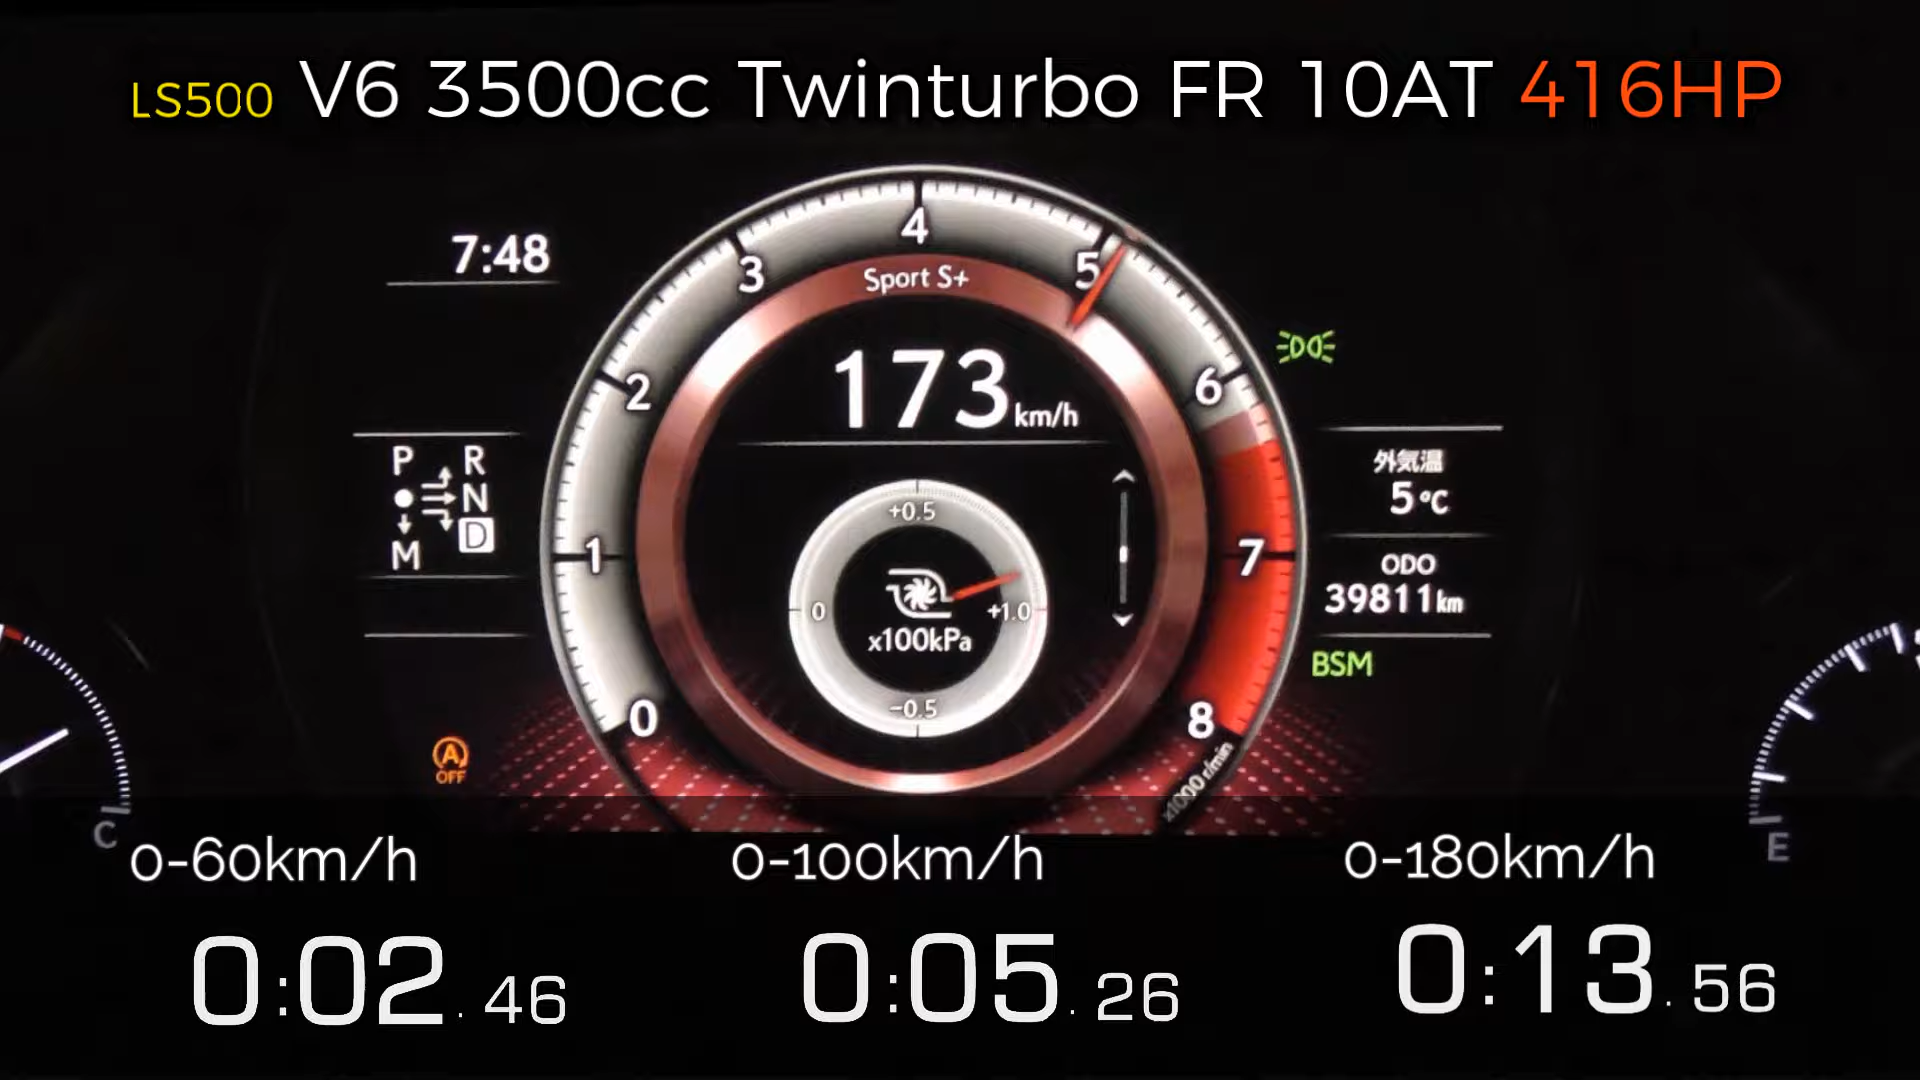 LS500 V6 3500cc Twinturbo FR 10AT 416HP
7:48
4
3
5
Sport S+
2
6
173 km/h
P R
N
D
M
外気温
5°C
+0.5
1
7
ODO
39811km
0
+1.0
x100kPa
BSM
-0.5
0
8
x1000 r/min
A
OFF
C
E
0-60km/h
0-100km/h
0-180km/h
0:02.46
0:05.26
0:13.56